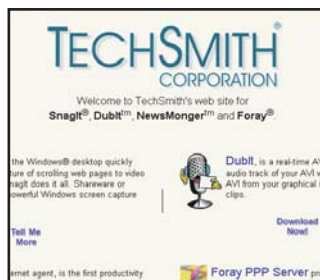 TECHSMITH®
CORPORATION
Welcome to TechSmith's web site for
SnagIt®, DubIt™, NewsMonger™ and Foray®.
the Windows® desktop quickly
ture of scrolling web pages to video
nagIt does it all. Shareware or
owerful Windows screen capture
Tell Me
More
DubIt, is a real-time AV
audio track of your AVI w
AVI from your graphical i
clips.
Download
Now!
ernet agent, is the first productivity
Foray PPP Server pr